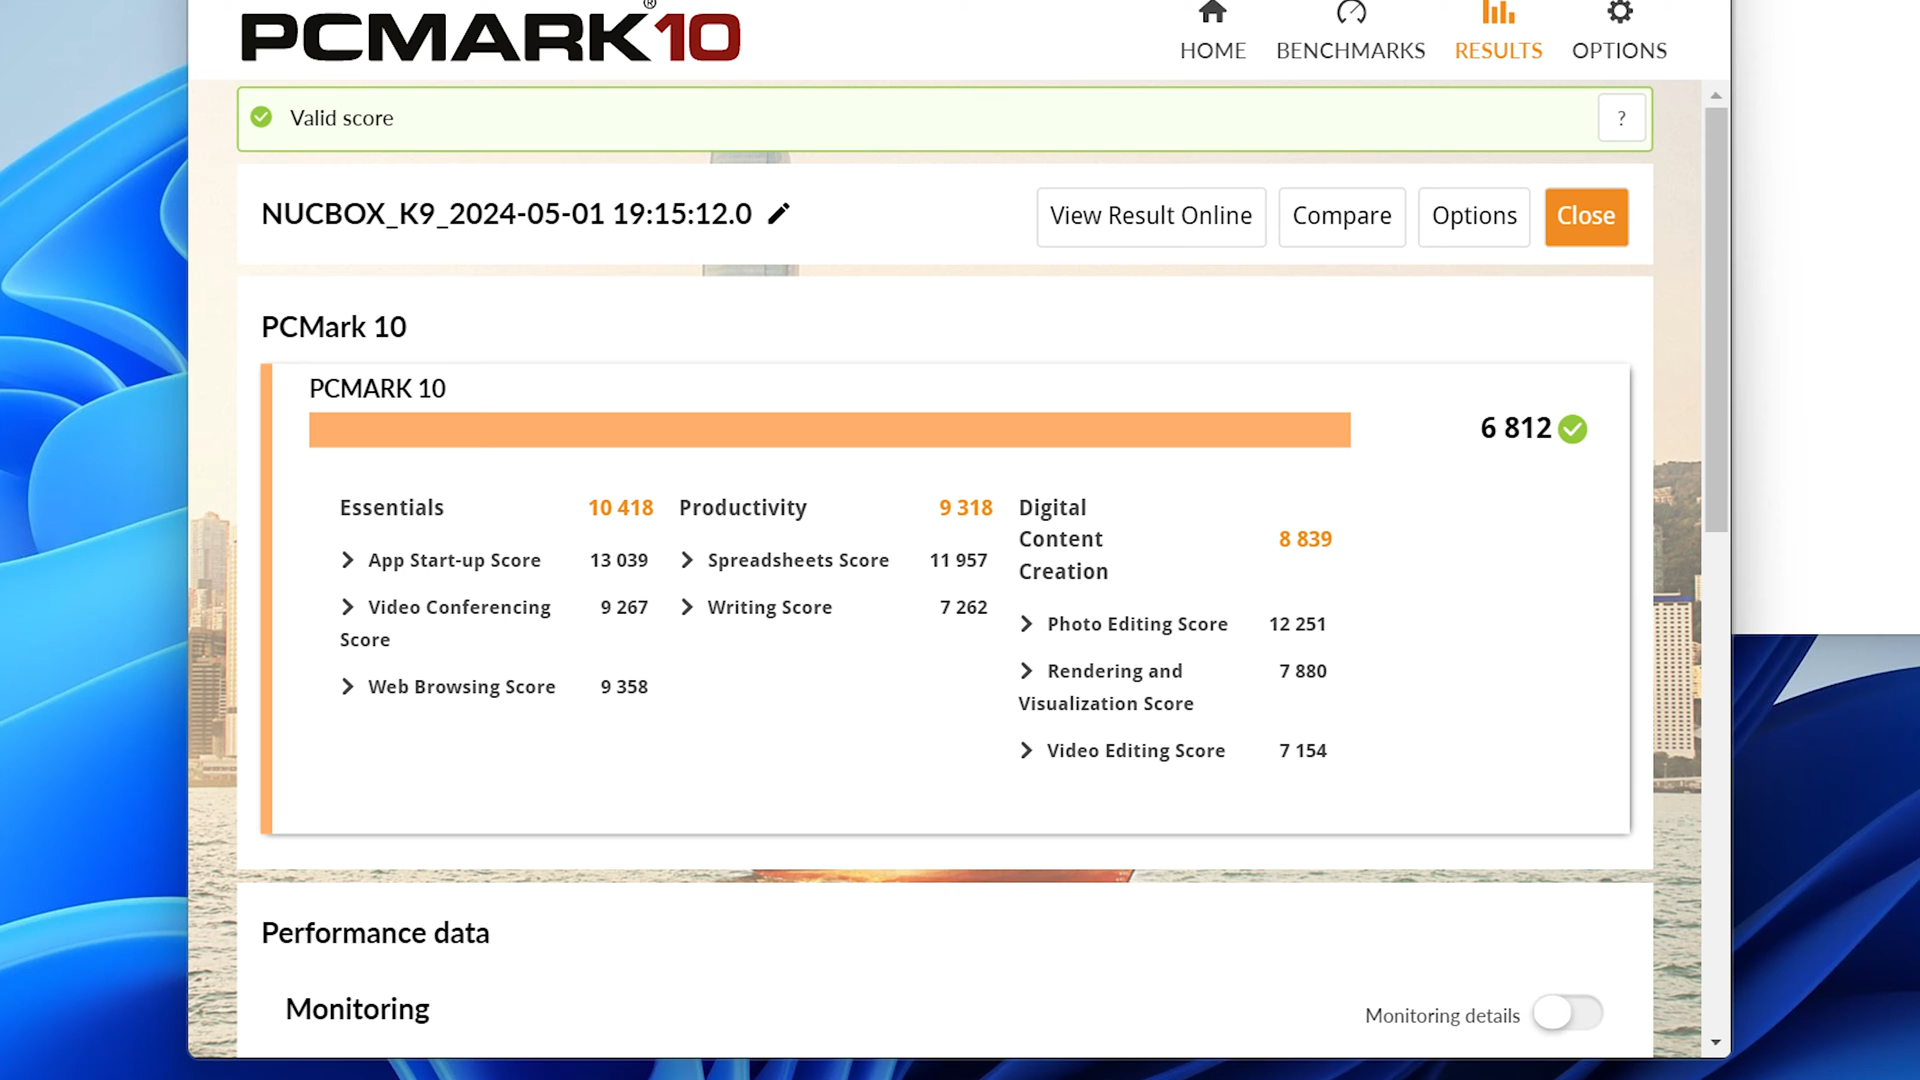 PCMARK®10
HOME BENCHMARKS RESULTS OPTIONS
Valid score
?
NUCBOX_K9_2024-05-01 19:15:12.0
View Result Online Compare Options Close
PCMark 10
PCMARK 10
6 812
Essentials 10 418
App Start-up Score 13 039
Video Conferencing Score 9 267
Web Browsing Score 9 358
Productivity 9 318
Spreadsheets Score 11 957
Writing Score 7 262
Digital
Content
Creation
8 839
Photo Editing Score 12 251
Rendering and Visualization Score 7 880
Video Editing Score 7 154
Performance data
Monitoring
Monitoring details